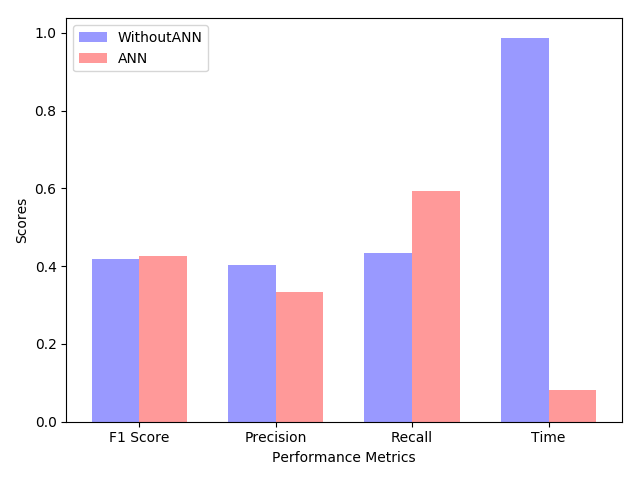 WithoutANN
ANN
1.0
0.8
0.6
0.4
0.2
0.0
Scores
F1 Score
Precision
Recall
Time
Performance Metrics